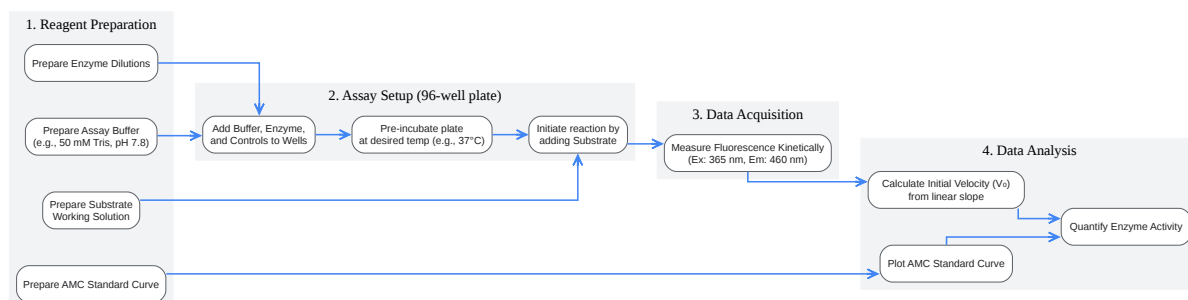 1. Reagent Preparation
Prepare Enzyme Dilutions
Prepare Assay Buffer
(e.g., 50 mM Tris, pH 7.8)
Prepare Substrate
Working Solution
Prepare AMC Standard Curve
2. Assay Setup (96-well plate)
Add Buffer, Enzyme,
and Controls to Wells
Pre-incubate plate
at desired temp (e.g., 37°C)
Initiate reaction by
adding Substrate
3. Data Acquisition
Measure Fluorescence Kinetically
(Ex: 365 nm, Em: 460 nm)
4. Data Analysis
Calculate Initial Velocity (V₀)
from linear slope
Quantify Enzyme Activity
Plot AMC Standard Curve